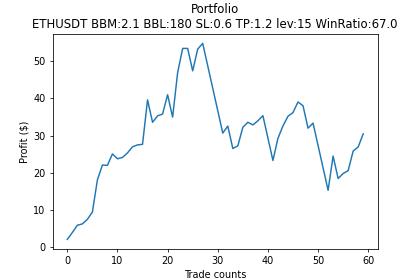 Portfolio
ETHUSDT BBM:2.1 BBL:180 SL:0.6 TP:1.2 lev:15 WinRatio:67.0
50
40
30
20
10
0
Profit ($)
0 10 20 30 40 50 60
Trade counts